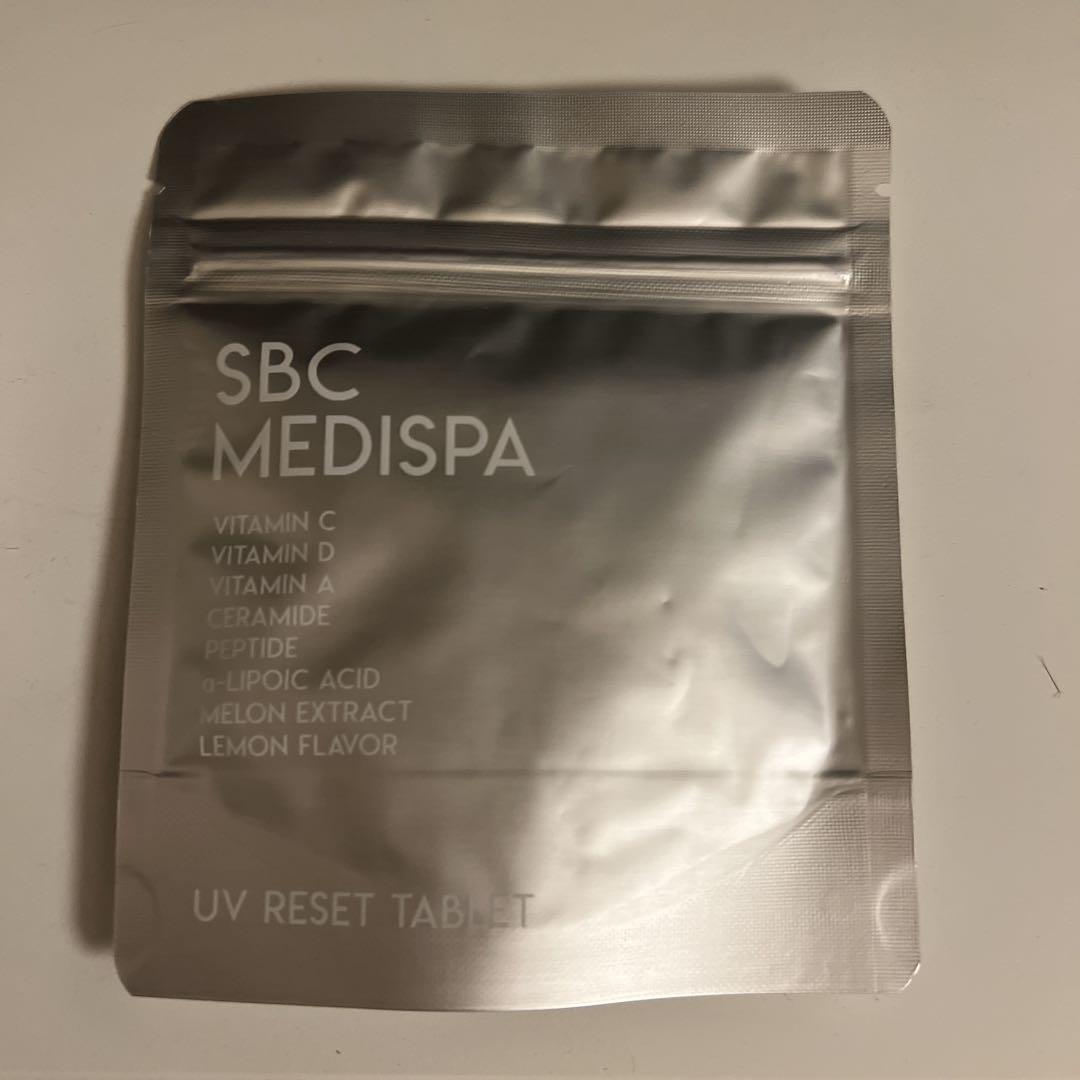 SBC
MEDISPA
VITAMIN C
VITAMIN D
VITAMIN A
CERAMIDE
PEPTIDE
α-LIPOIC ACID
MELON EXTRACT
LEMON FLAVOR
UV RESET TABLET